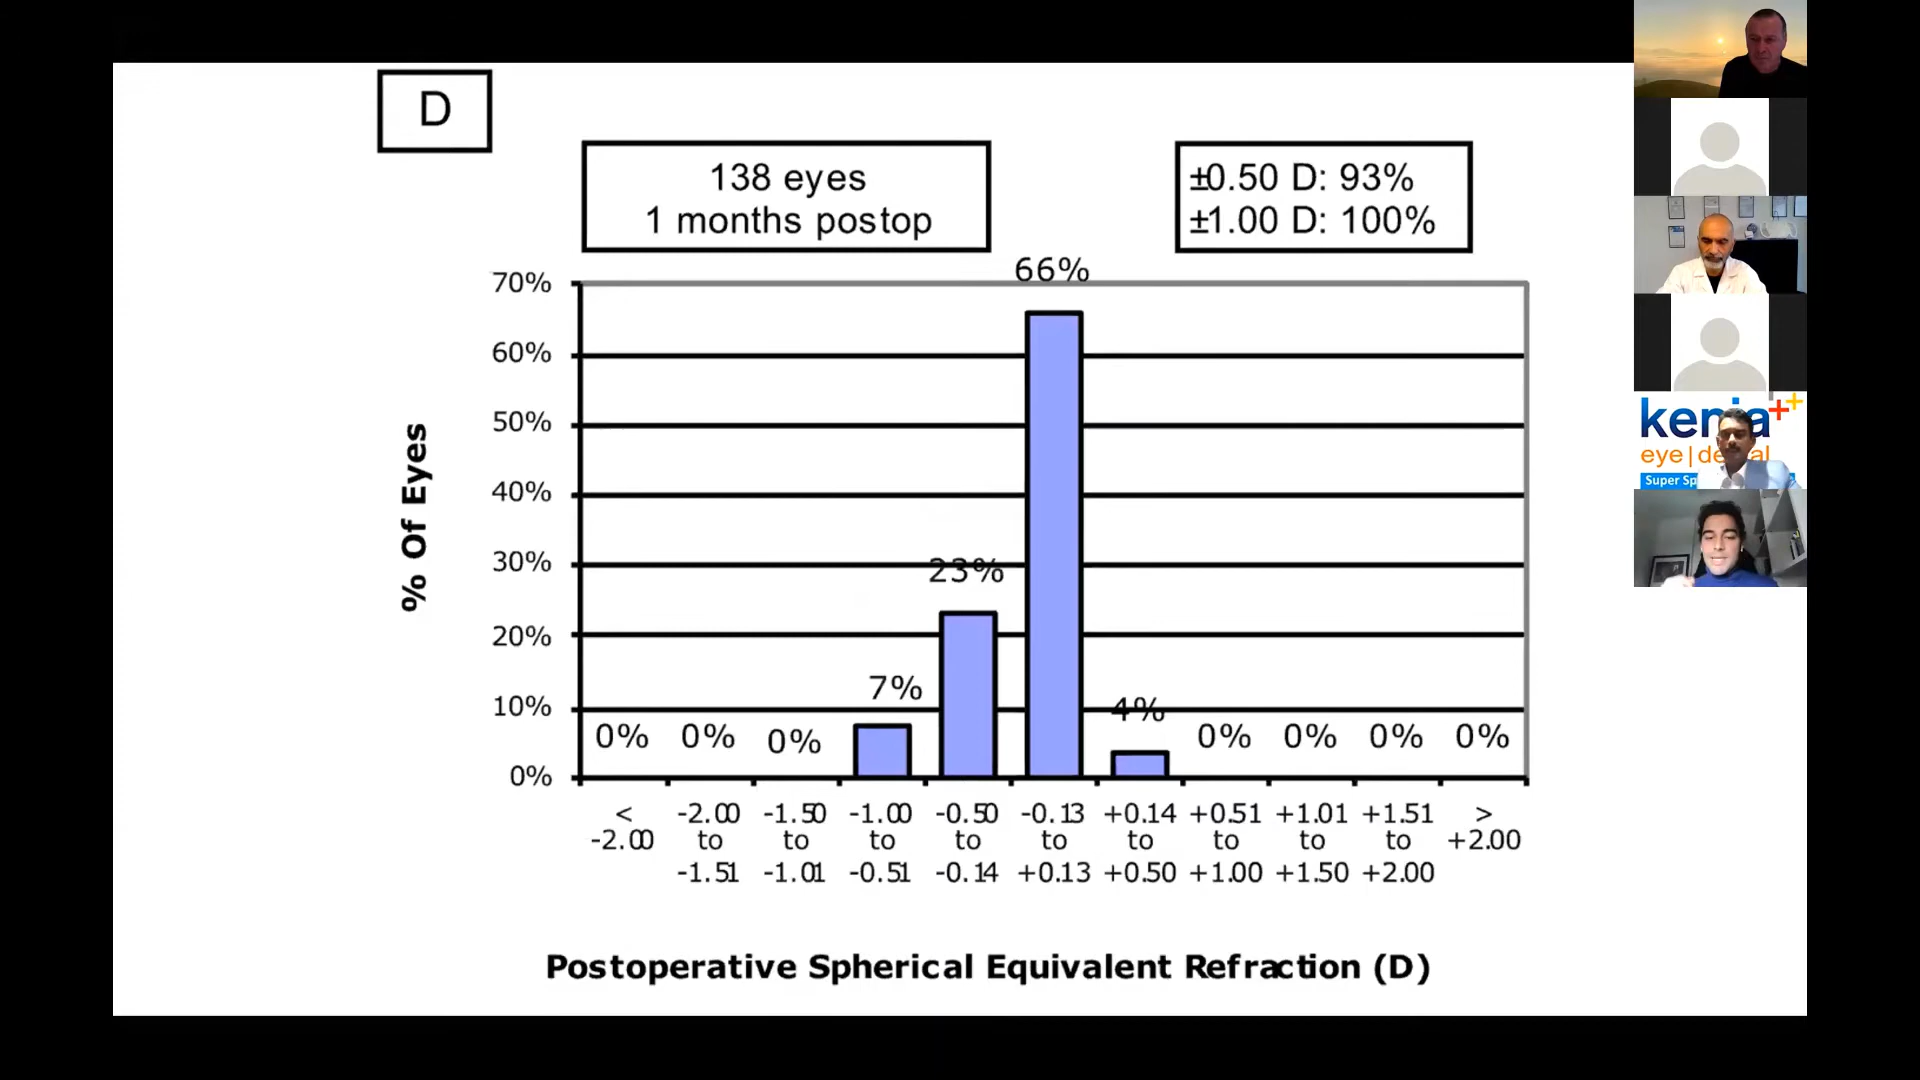 D
138 eyes
1 months postop
±0.50 D: 93%
±1.00 D: 100%
% Of Eyes
70%
60%
50%
40%
30%
20%
10%
0%
0%
0%
0%
7%
23%
66%
4%
0%
0%
0%
0%
<
-2.00
-2.00
to
-1.51
-1.50
to
-1.01
-1.00
to
-0.51
-0.50
to
-0.14
-0.13
to
+0.13
+0.14
to
+0.50
+0.51
to
+1.00
+1.01
to
+1.50
+1.51
to
+2.00
>
+2.00
Postoperative Spherical Equivalent Refraction (D)
eye |
Super